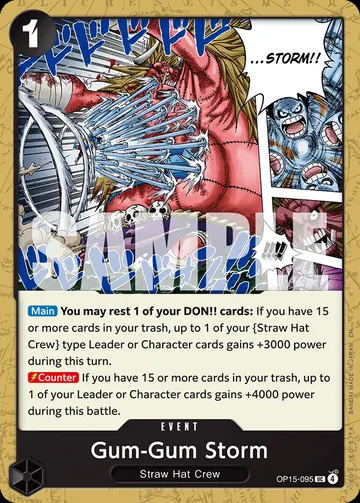 1
...STORM!!
SAMPLE
Main You may rest 1 of your DON!! cards: If you have 15
or more cards in your trash, up to 1 of your {Straw Hat
Crew} type Leader or Character cards gains +3000 power
during this turn.
Counter If you have 15 or more cards in your trash, up to
1 of your Leader or Character cards gains +4000 power
during this battle.
EVENT
Gum-Gum Storm
Straw Hat Crew
OP15-095 UC 4